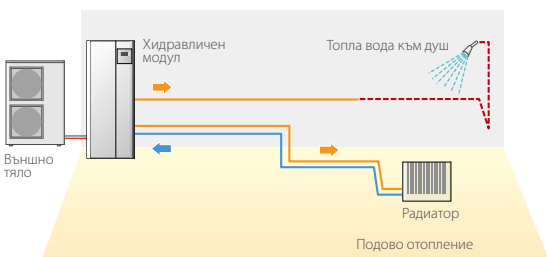 Хидравличен
модул
Топла вода към душ
Външно
тяло
Радиатор
Подово отопление